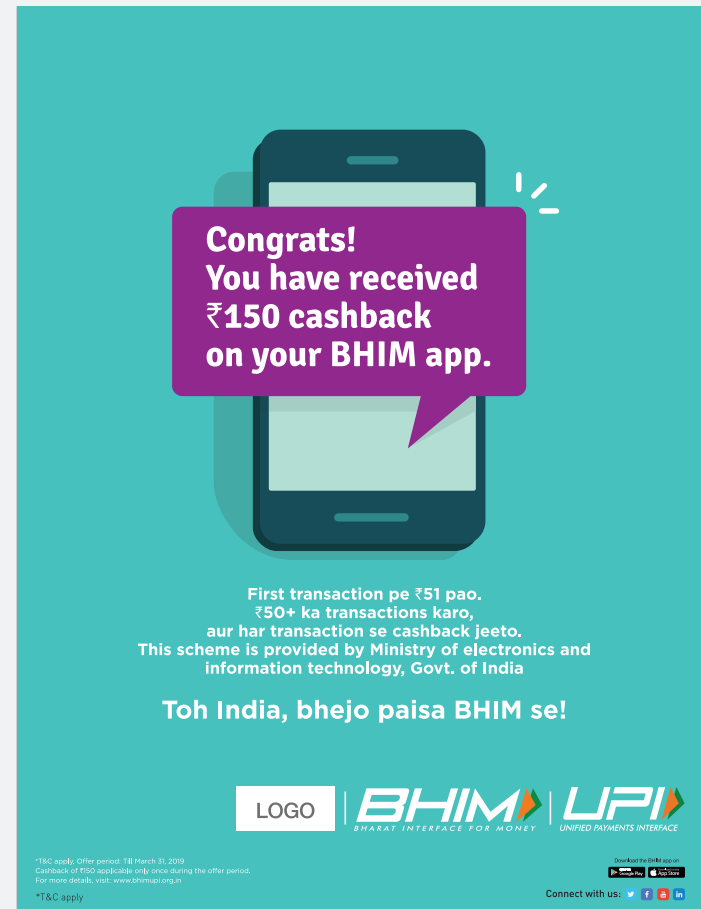 Congrats!
You have received
₹150 cashback
on your BHIM app.
First transaction pe ₹51 pao.
₹50+ ka transactions karo,
aur har transaction se cashback jeeto.
This scheme is provided by Ministry of electronics and
information technology, Govt. of India
Toh India, bhejo paisa BHIM se!
LOGO
BHIM
BHARAT INTERFACE FOR MONEY
UPI
UNIFIED PAYMENTS INTERFACE
*T&C apply, Offer period: Till March 31, 2019
Cashback of ₹150 applicable only once during the offer period.
For more details, visit: www.bhimupi.org.in
*T&C apply
Download the BHIM app on
Google Play
App Store
Connect with us: